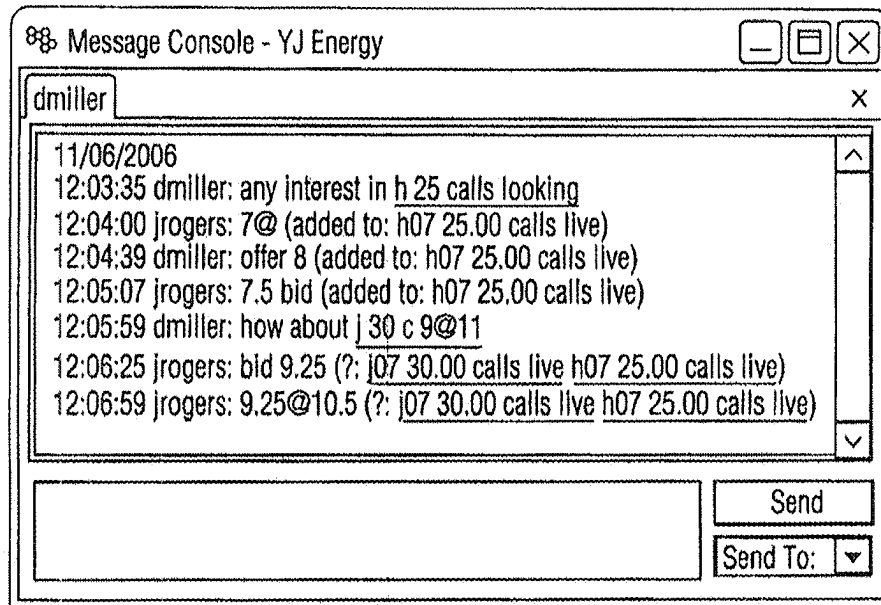 Message Console - YJ Energy
dmiller
11/06/2006
12:03:35 dmiller: any interest in h 25 calls looking
12:04:00 jrogers: 7@ (added to: h07 25.00 calls live)
12:04:39 dmiller: offer 8 (added to: h07 25.00 calls live)
12:05:07 jrogers: 7.5 bid (added to: h07 25.00 calls live)
12:05:59 dmiller: how about j 30 c 9@11
12:06:25 jrogers: bid 9.25 (?: j07 30.00 calls live h07 25.00 calls live)
12:06:59 jrogers: 9.25@10.5 (?: j07 30.00 calls live h07 25.00 calls live)
Send
Send To: